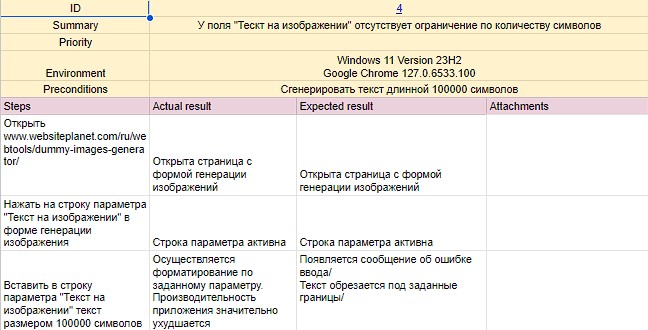 ID 4
Summary У поля "Тескт на изображении" отсутствует ограничение по количеству символов
Priority
Windows 11 Version 23H2
Environment Google Chrome 127.0.6533.100
Preconditions Сгенерировать текст длинной 100000 символов
Steps Actual result Expected result Attachments
Открыть
www.websiteplanet.com/ru/we
btools/dummy-images-genera
tor/
Открыта страница с
формой генерации
изображений
Открыта страница с формой
генерации изображений
Нажать на строку параметра
"Текст на изображении" в
форме генерации
изображения
Строка параметра активна
Строка параметра активна
Вставить в строку
параметра "Текст на
изображении" текст
размером 100000 символов
Осуществляется
форматирование по
заданному параметру.
Производительность
приложения значительно
ухудшается
Появляется сообщение об ошибке
ввода/
Текст обрезается под заданные
границы/